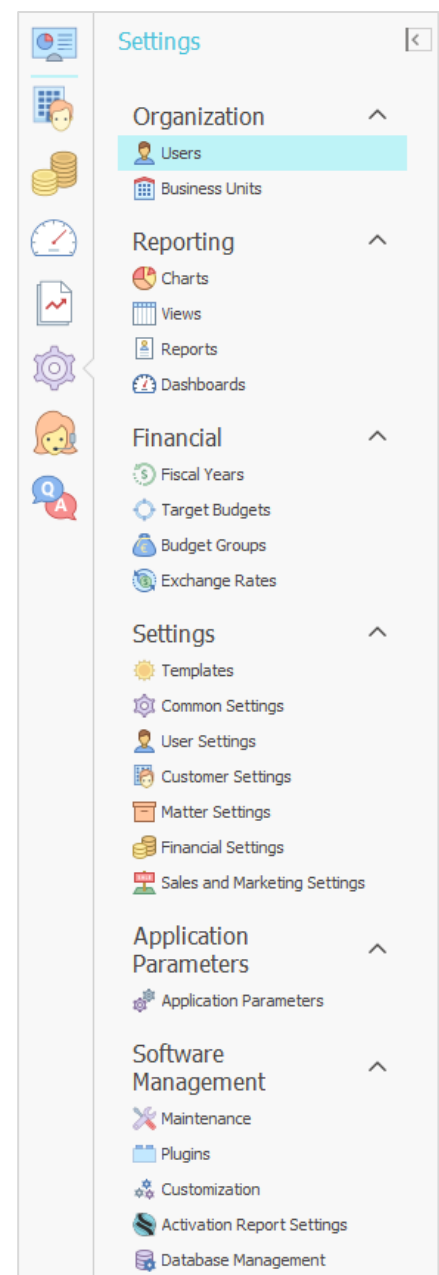 Settings
Organization
Users
Business Units
Reporting
Charts
Views
Reports
Dashboards
Financial
Fiscal Years
Target Budgets
Budget Groups
Exchange Rates
Settings
Templates
Common Settings
User Settings
Customer Settings
Matter Settings
Financial Settings
Sales and Marketing Settings
Application
Parameters
Application Parameters
Software
Management
Maintenance
Plugins
Customization
Activation Report Settings
Database Management
Q
A